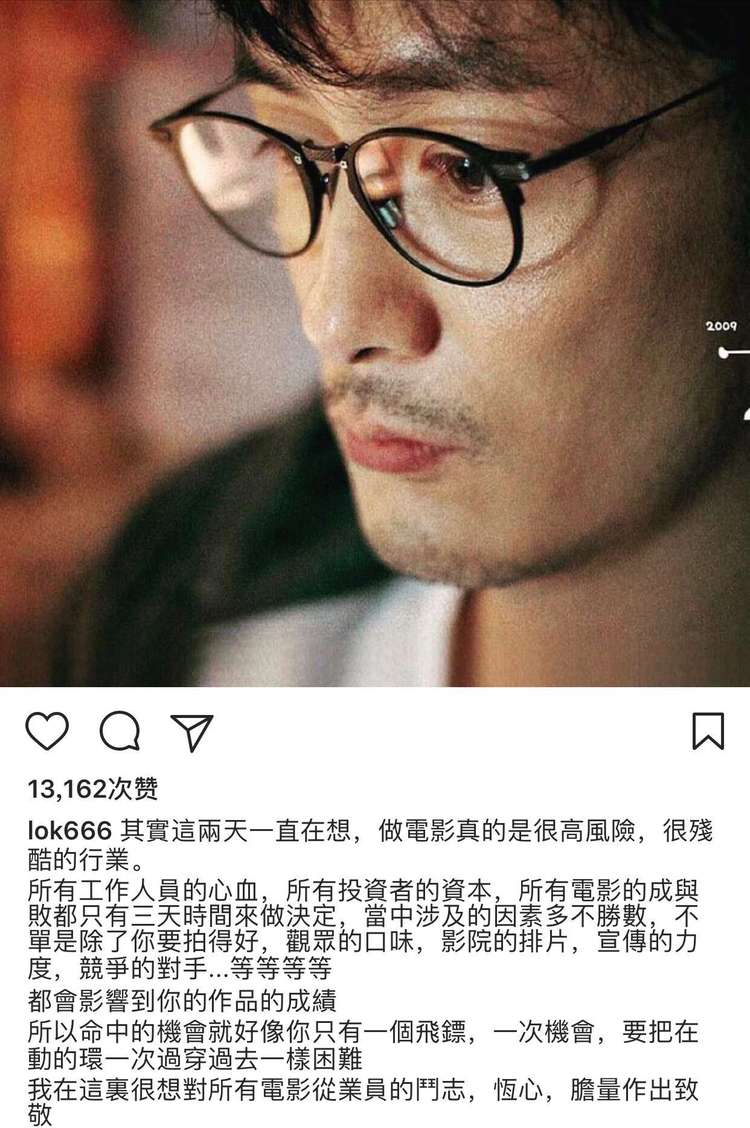 2009
13,162次赞
lok666 其實這兩天一直在想，做電影真的是很高風險，很殘
酷的行業。
所有工作人員的心血，所有投資者的資本，所有電影的成與
敗都只有三天時間來做決定，當中涉及的因素多不勝數，不
單是除了你要拍得好，觀眾的口味，影院的排片，宣傳的力
度，競爭的對手...等等等等
都會影響到你的作品的成績
所以命中的機會就好像你只有一個飛鏢，一次機會，要把在
動的環一次過穿過去一樣困難
我在這裏很想對所有電影從業員的鬥志，恆心，膽量作出致
敬